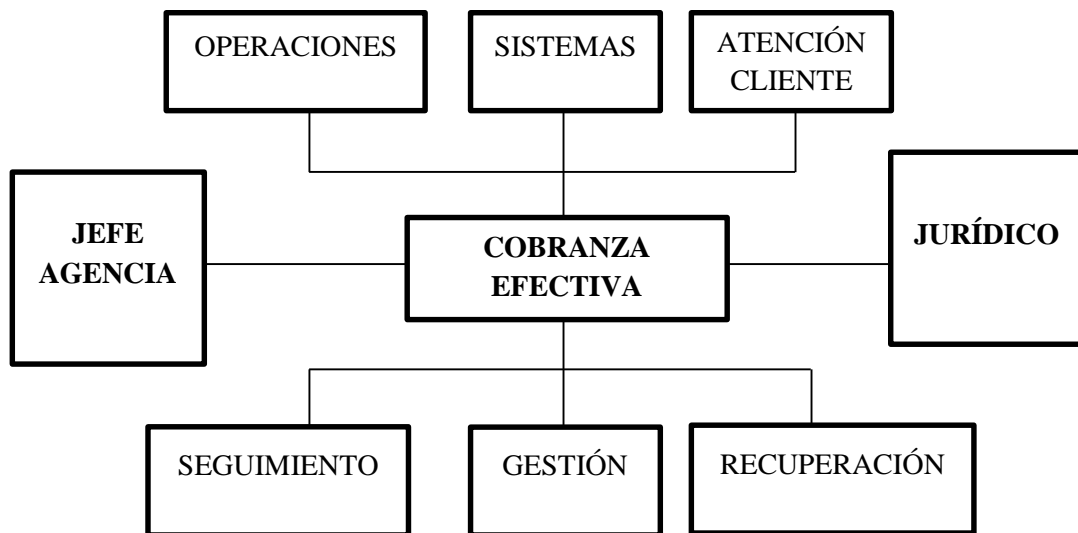 OPERACIONES
SISTEMAS
ATENCIÓN
CLIENTE
JEFE
AGENCIA
COBRANZA
EFECTIVA
JURÍDICO
SEGUIMIENTO
GESTIÓN
RECUPERACIÓN